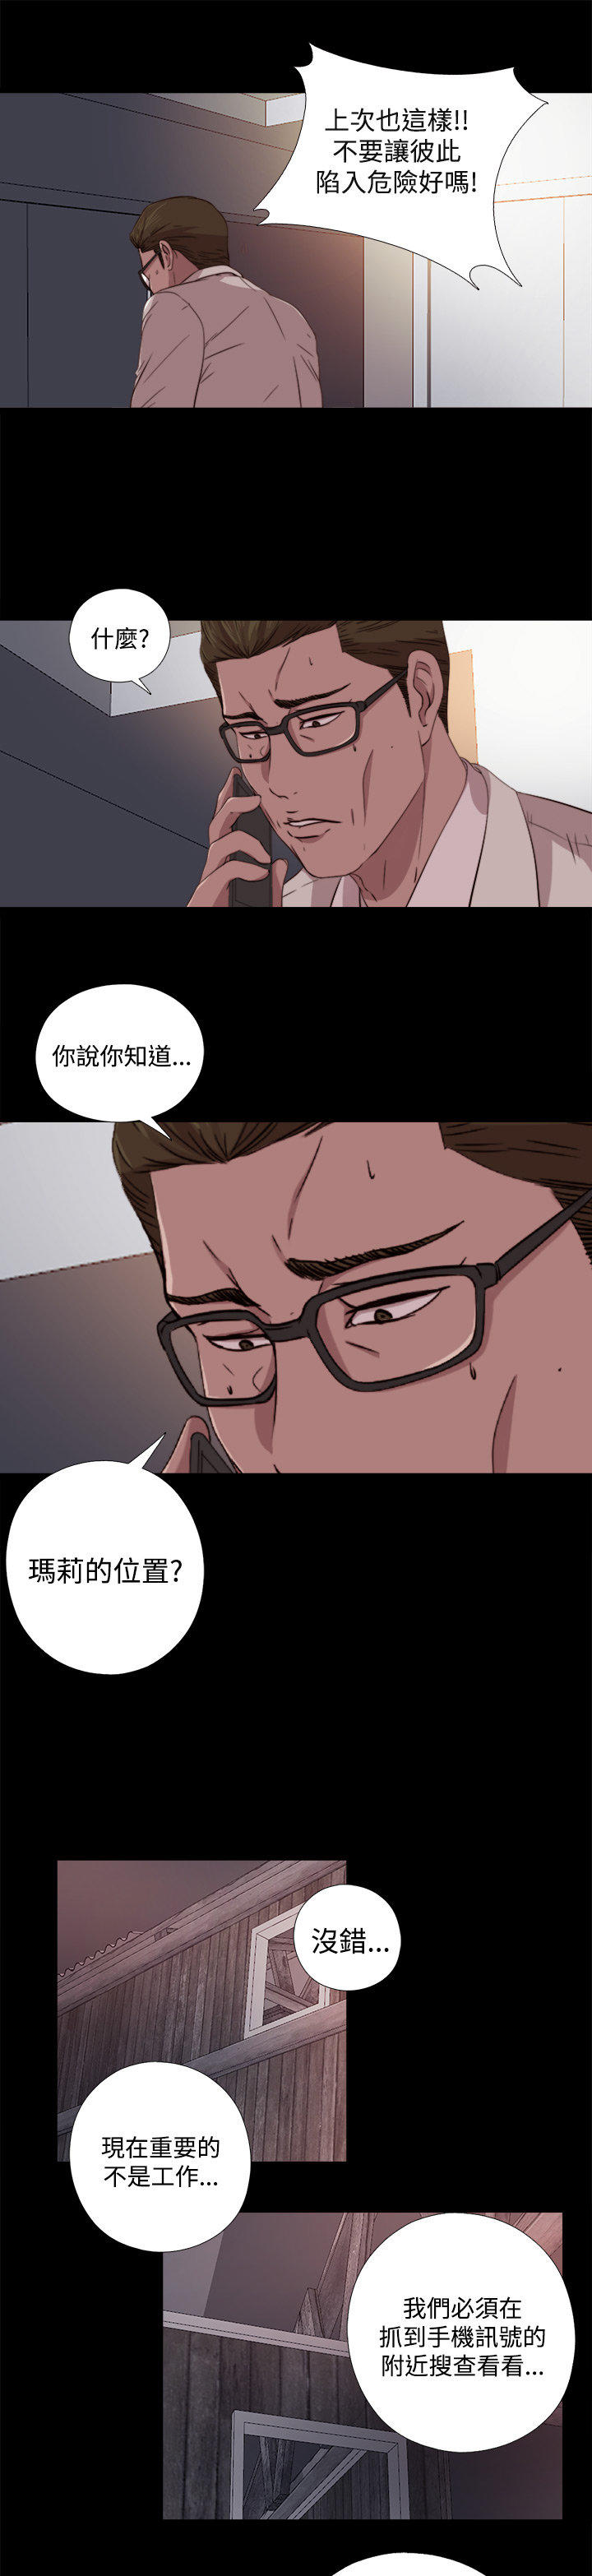 上次也這樣!!
不要讓彼此
陷入危險好嗎!
什麼?
你說你知道...
瑪莉的位置?
沒錯...
現在重要的
不是工作...
我們必須在
抓到手機訊號的
附近搜查看看...